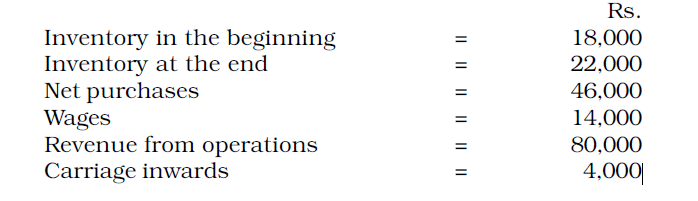 Rs.
Inventory in the beginning = 18,000
Inventory at the end = 22,000
Net purchases = 46,000
Wages = 14,000
Revenue from operations = 80,000
Carriage inwards = 4,000